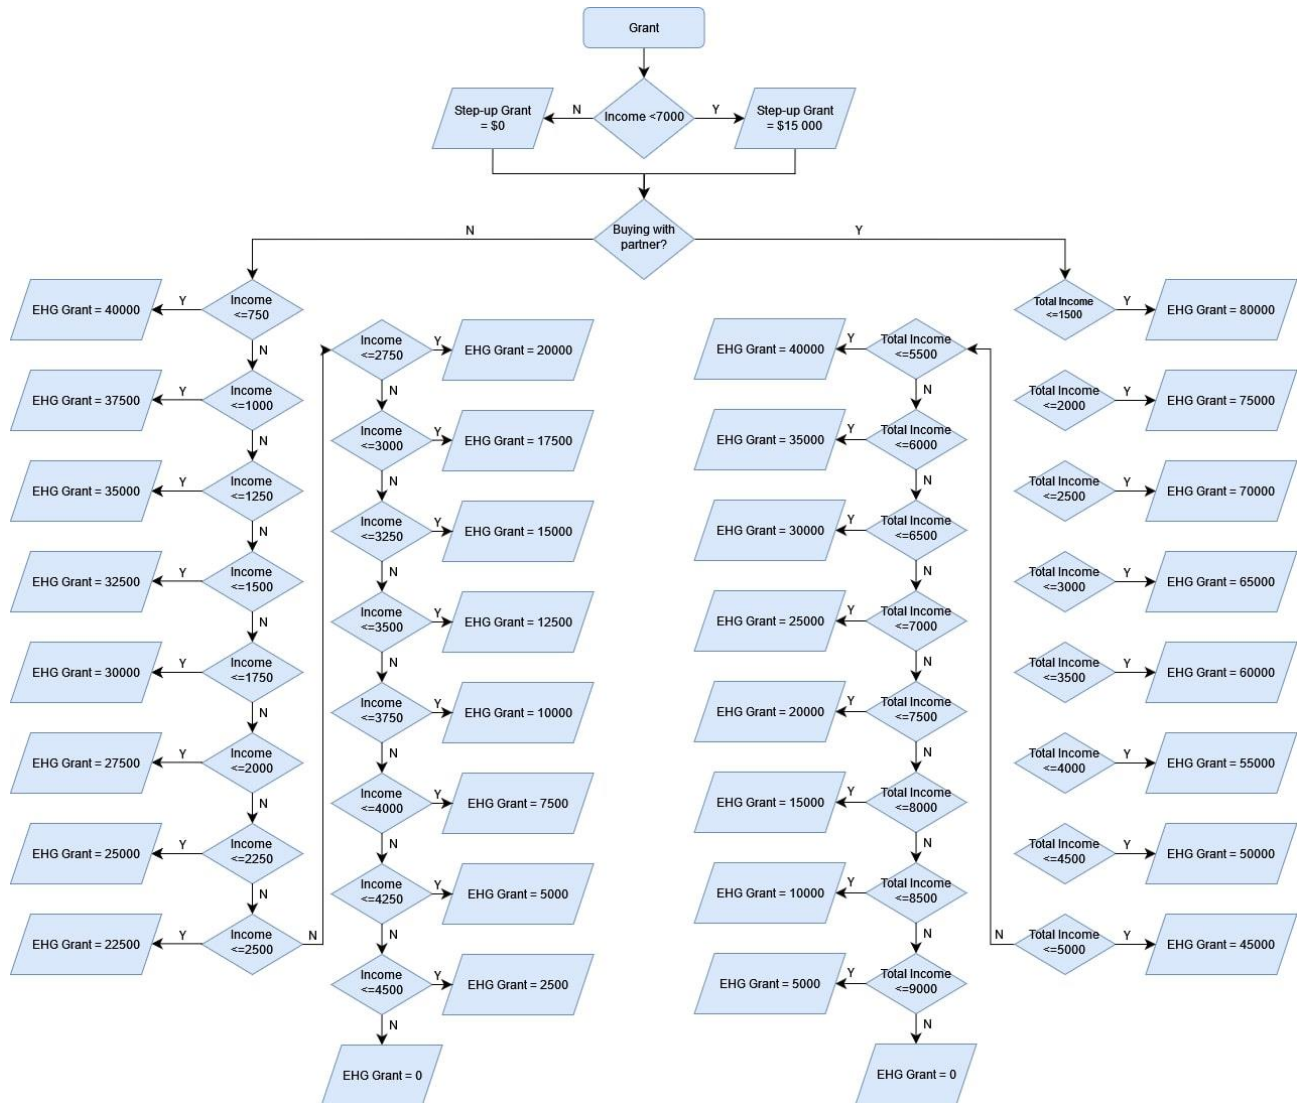 Grant
Step-up Grant
= $0
N
Income <7000
Y
Step-up Grant
= $15 000
N
Buying with
partner?
Y
EHG Grant = 40000
Y
Income
<=750
N
EHG Grant = 37500
Y
Income
<=1000
N
EHG Grant = 35000
Y
Income
<=1250
N
EHG Grant = 32500
Y
Income
<=1500
N
EHG Grant = 30000
Y
Income
<=1750
N
EHG Grant = 27500
Y
Income
<=2000
N
EHG Grant = 25000
Y
Income
<=2250
N
EHG Grant = 22500
Y
Income
<=2500
N
Income
<=2750
Y
EHG Grant = 20000
N
Income
<=3000
Y
EHG Grant = 17500
N
Income
<=3250
Y
EHG Grant = 15000
N
Income
<=3500
Y
EHG Grant = 12500
N
Income
<=3750
Y
EHG Grant = 10000
N
Income
<=4000
Y
EHG Grant = 7500
N
Income
<=4250
Y
EHG Grant = 5000
N
Income
<=4500
Y
EHG Grant = 2500
N
EHG Grant = 0
Total Income
<=1500
Y
EHG Grant = 80000
Total Income
<=2000
Y
EHG Grant = 75000
Total Income
<=2500
Y
EHG Grant = 70000
Total Income
<=3000
Y
EHG Grant = 65000
Total Income
<=3500
Y
EHG Grant = 60000
Total Income
<=4000
Y
EHG Grant = 55000
Total Income
<=4500
Y
EHG Grant = 50000
N
Total Income
<=5000
Y
EHG Grant = 45000
EHG Grant = 40000
Y
Total Income
<=5500
N
EHG Grant = 35000
Y
Total Income
<=6000
N
EHG Grant = 30000
Y
Total Income
<=6500
N
EHG Grant = 25000
Y
Total Income
<=7000
N
EHG Grant = 20000
Y
Total Income
<=7500
N
EHG Grant = 15000
Y
Total Income
<=8000
N
EHG Grant = 10000
Y
Total Income
<=8500
N
EHG Grant = 5000
Y
Total Income
<=9000
N
EHG Grant = 0